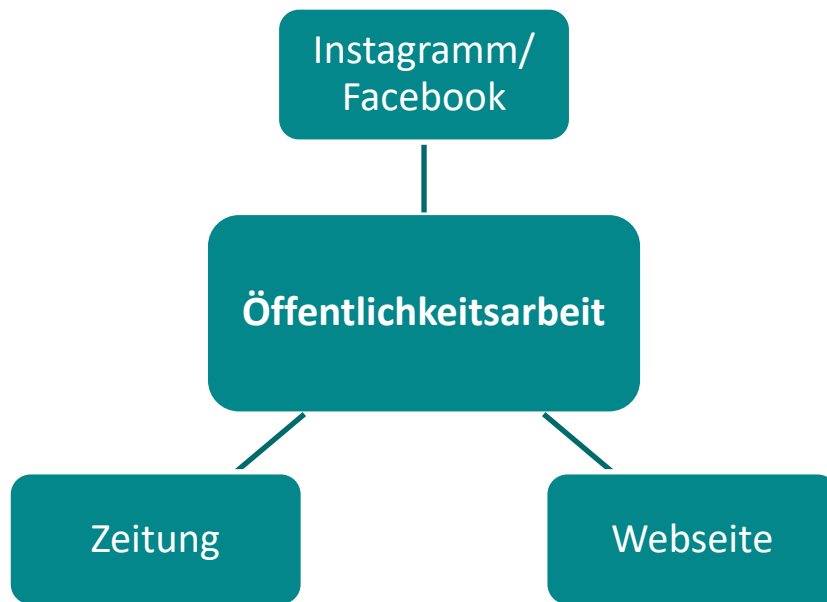 Instagramm/
Facebook
Öffentlichkeitsarbeit
Zeitung
Webseite